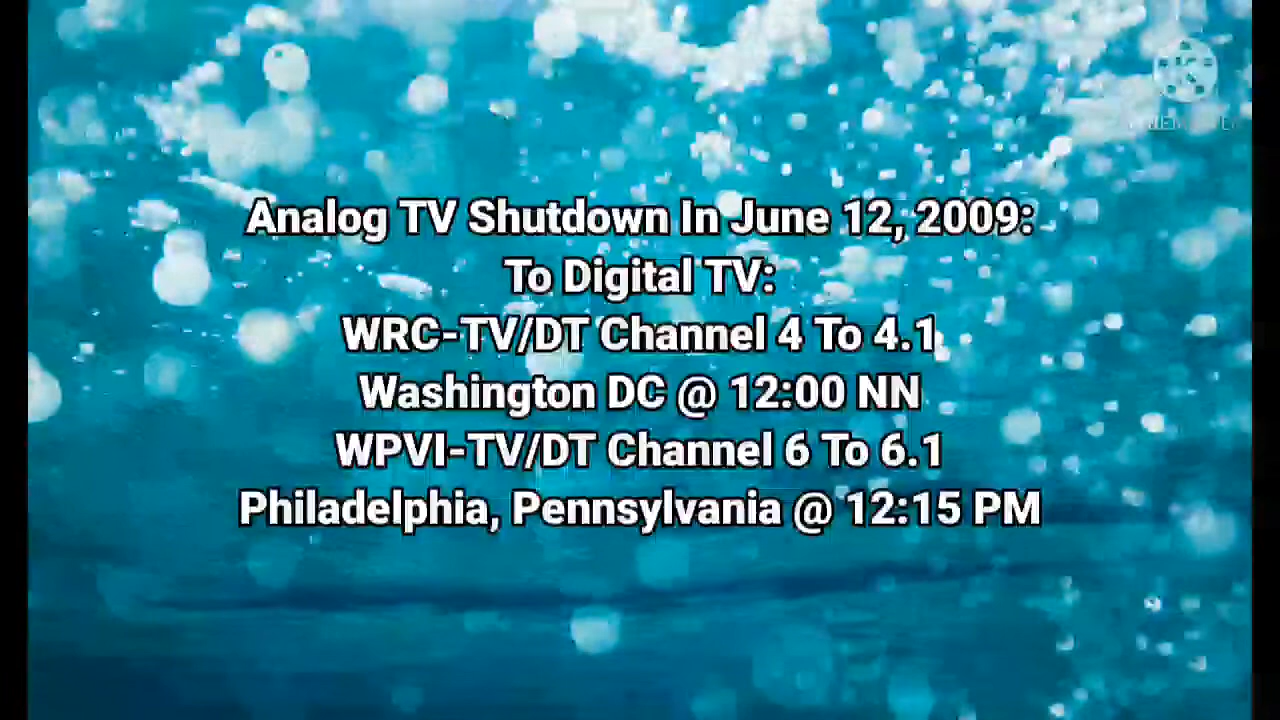 Analog TV Shutdown In June 12, 2009:
To Digital TV:
WRC-TV/DT Channel 4 To 4.1
Washington DC @ 12:00 NN
WPVI-TV/DT Channel 6 To 6.1
Philadelphia, Pennsylvania @ 12:15 PM